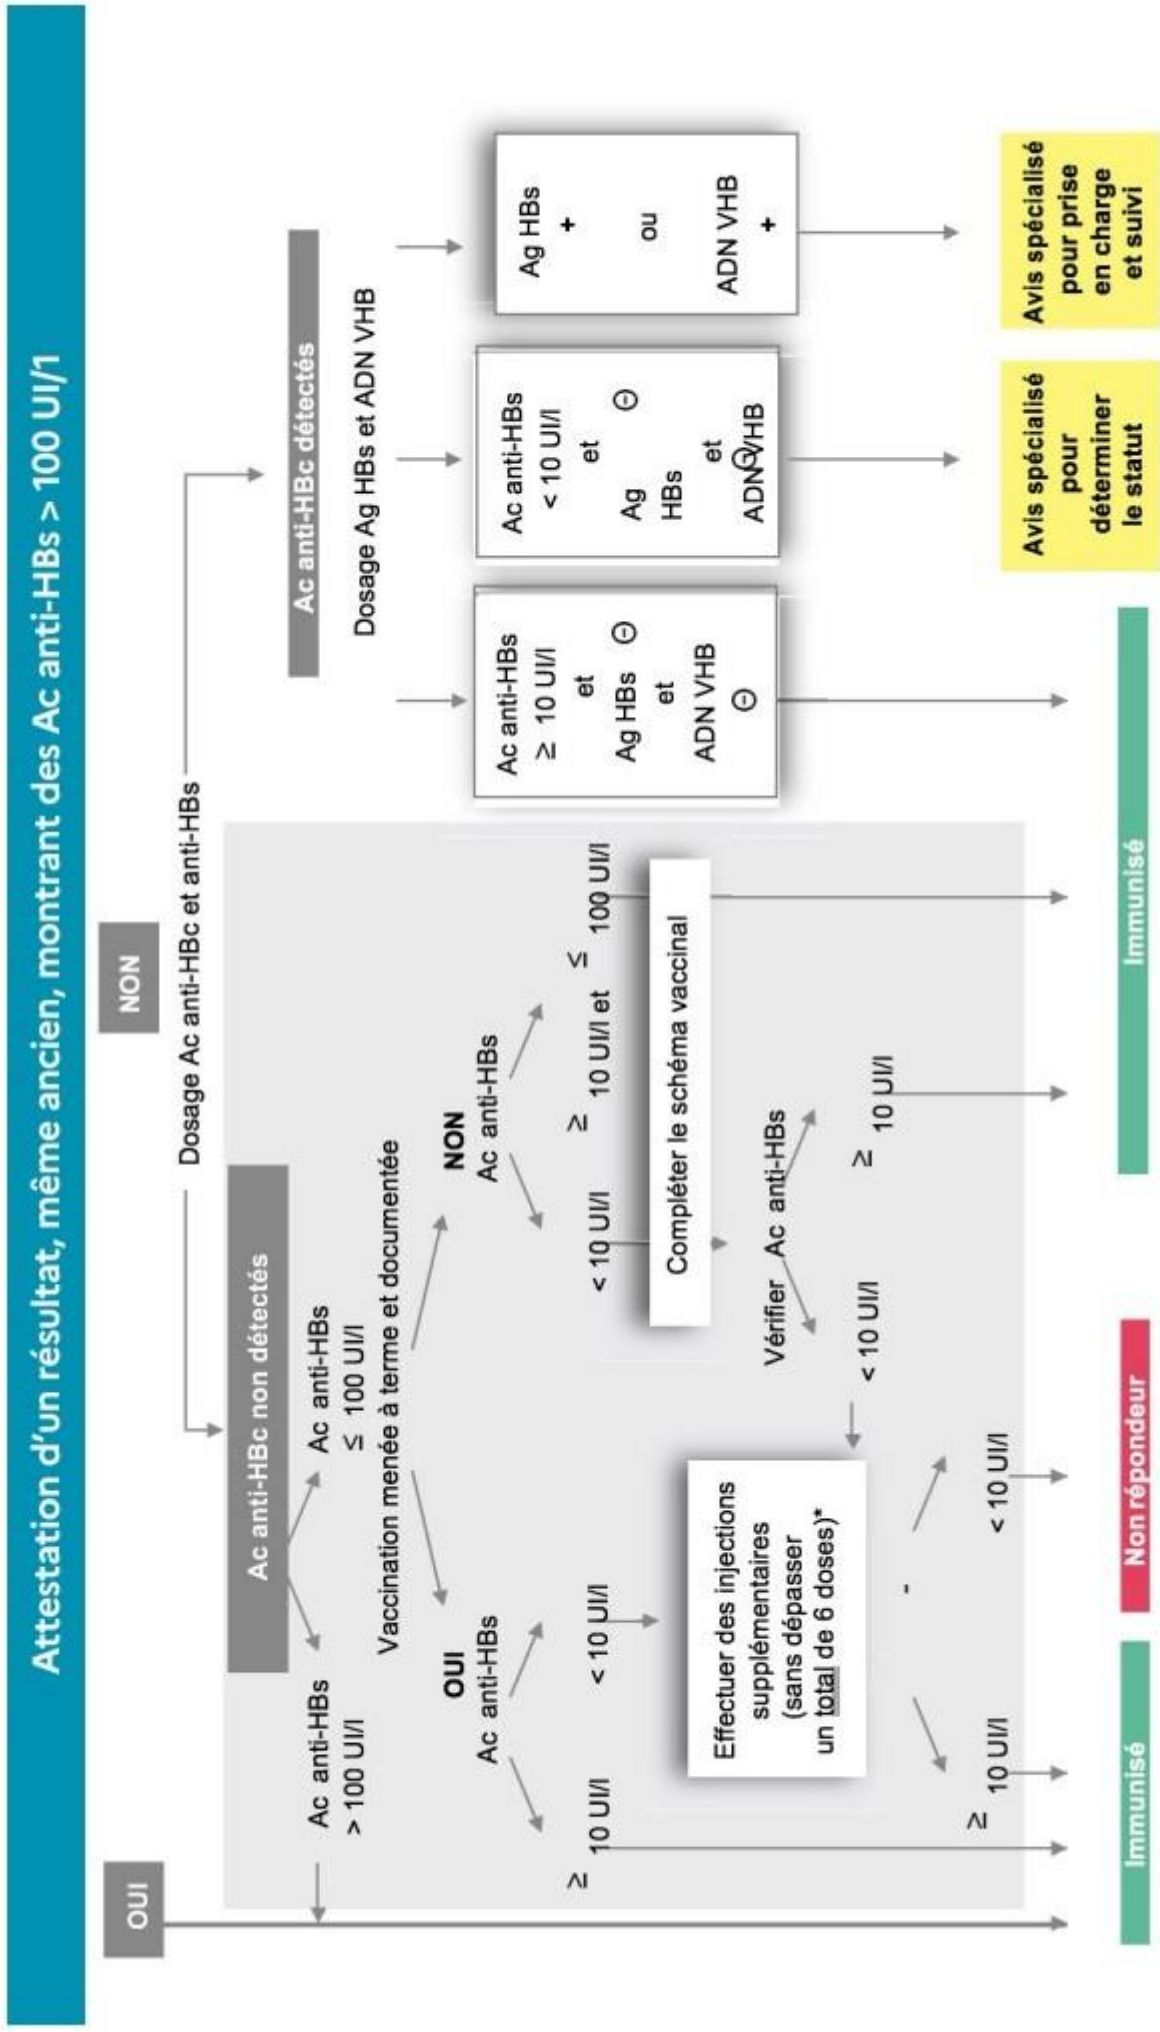 Attestation d'un résultat, même ancien, montrant des Ac anti-HBs > 100 UI/1
OUI
NON
Dosage Ac anti-HBc et anti-HBs
Ac anti-HBc non détectés
Ac anti-HBc détectés
Ac anti-HBs
> 100 UI/l
Ac anti-HBs
≤ 100 UI/l
Dosage Ag HBs et ADN VHB
Vaccination menée à terme et documentée
OUI
Ac anti-HBs
NON
Ac anti-HBs
≥
10 UI/l
< 10 UI/l
< 10 UI/l
≥
10 UI/l et
≤
100 UI/l
Ac anti-HBs
≥ 10 UI/l
et
Ag HBs ⊖
et
ADN VHB
⊖
Ac anti-HBs
< 10 UI/l
et
Ag ⊖
HBs
et
⊖
ADN VHB
Ag HBs
+
ou
ADN VHB
+
Compléter le schéma vaccinal
Effectuer des injections
supplémentaires
(sans dépasser
un total de 6 doses)*
Vérifier Ac anti-HBs
< 10 UI/l
≥
10 UI/l
-
≥
10 UI/l
< 10 UI/l
Immunisé
Non répondeur
Immunisé
Avis spécialisé
pour
déterminer
le statut
Avis spécialisé
pour prise
en charge
et suivi